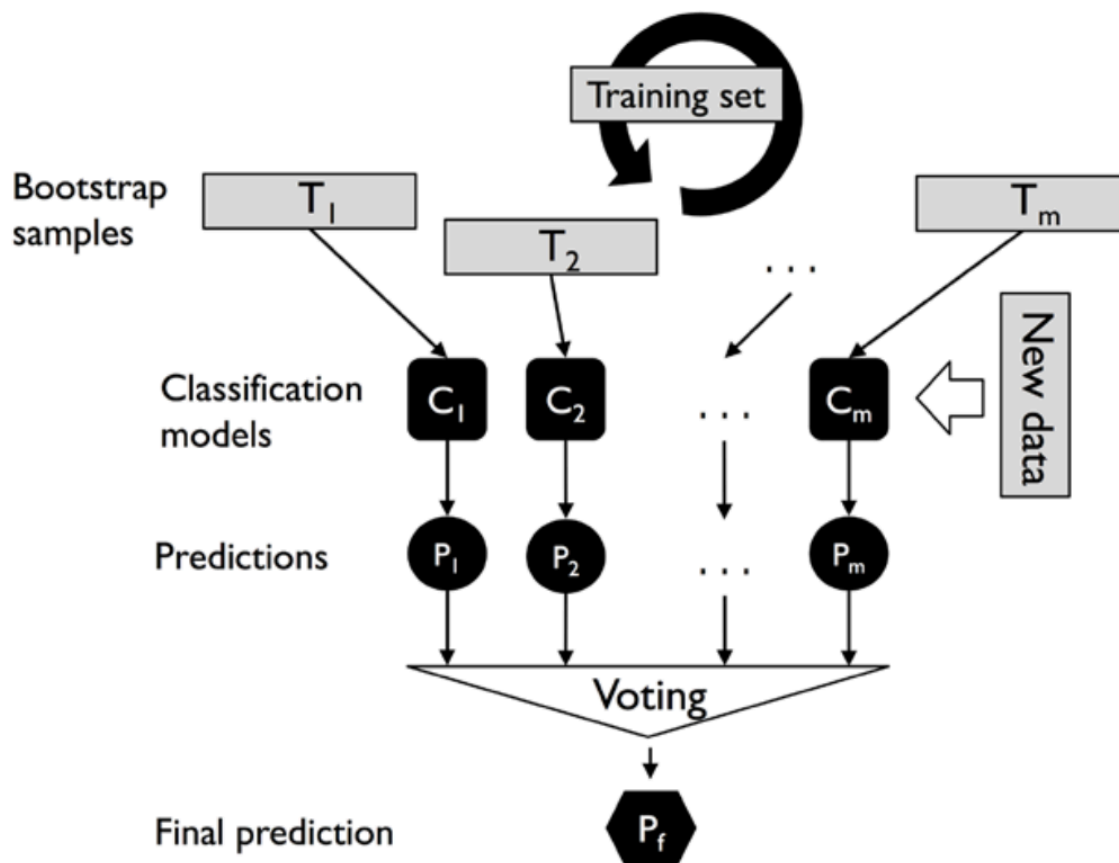 Training set
Bootstrap
samples
T₁
T₂
Tₘ
. . .
New data
Classification
models
C₁
C₂
. . .
Cₘ
Predictions
P₁
P₂
. . .
Pₘ
Voting
Final prediction
P_f